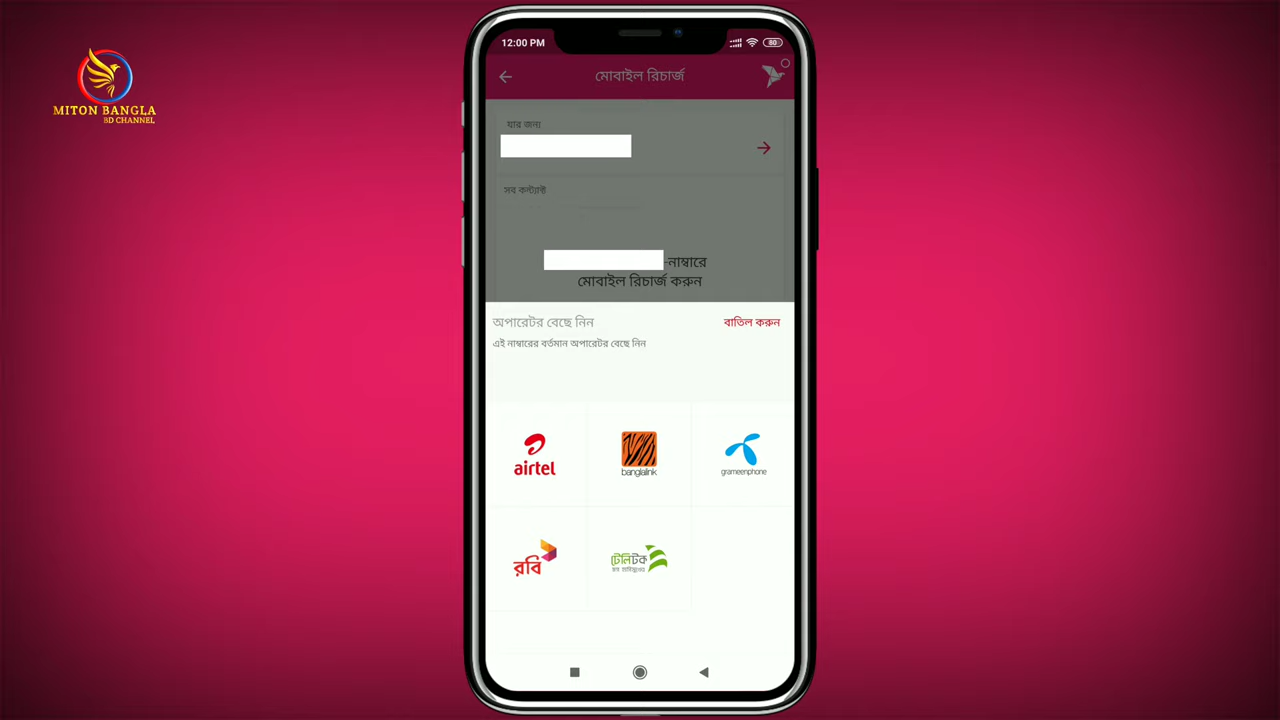 12:00 PM
80
MITON BANGLA
BD CHANNEL
মোবাইল রিচার্জ
যার জন্য
সব কন্ট্যাক্ট
-নাম্বারে
মোবাইল রিচার্জ করুন
অপারেটর বেছে নিন
বাতিল করুন
এই নাম্বারের বর্তমান অপারেটর বেছে নিন
airtel
banglalink
grameenphone
রবি
টেলিটক